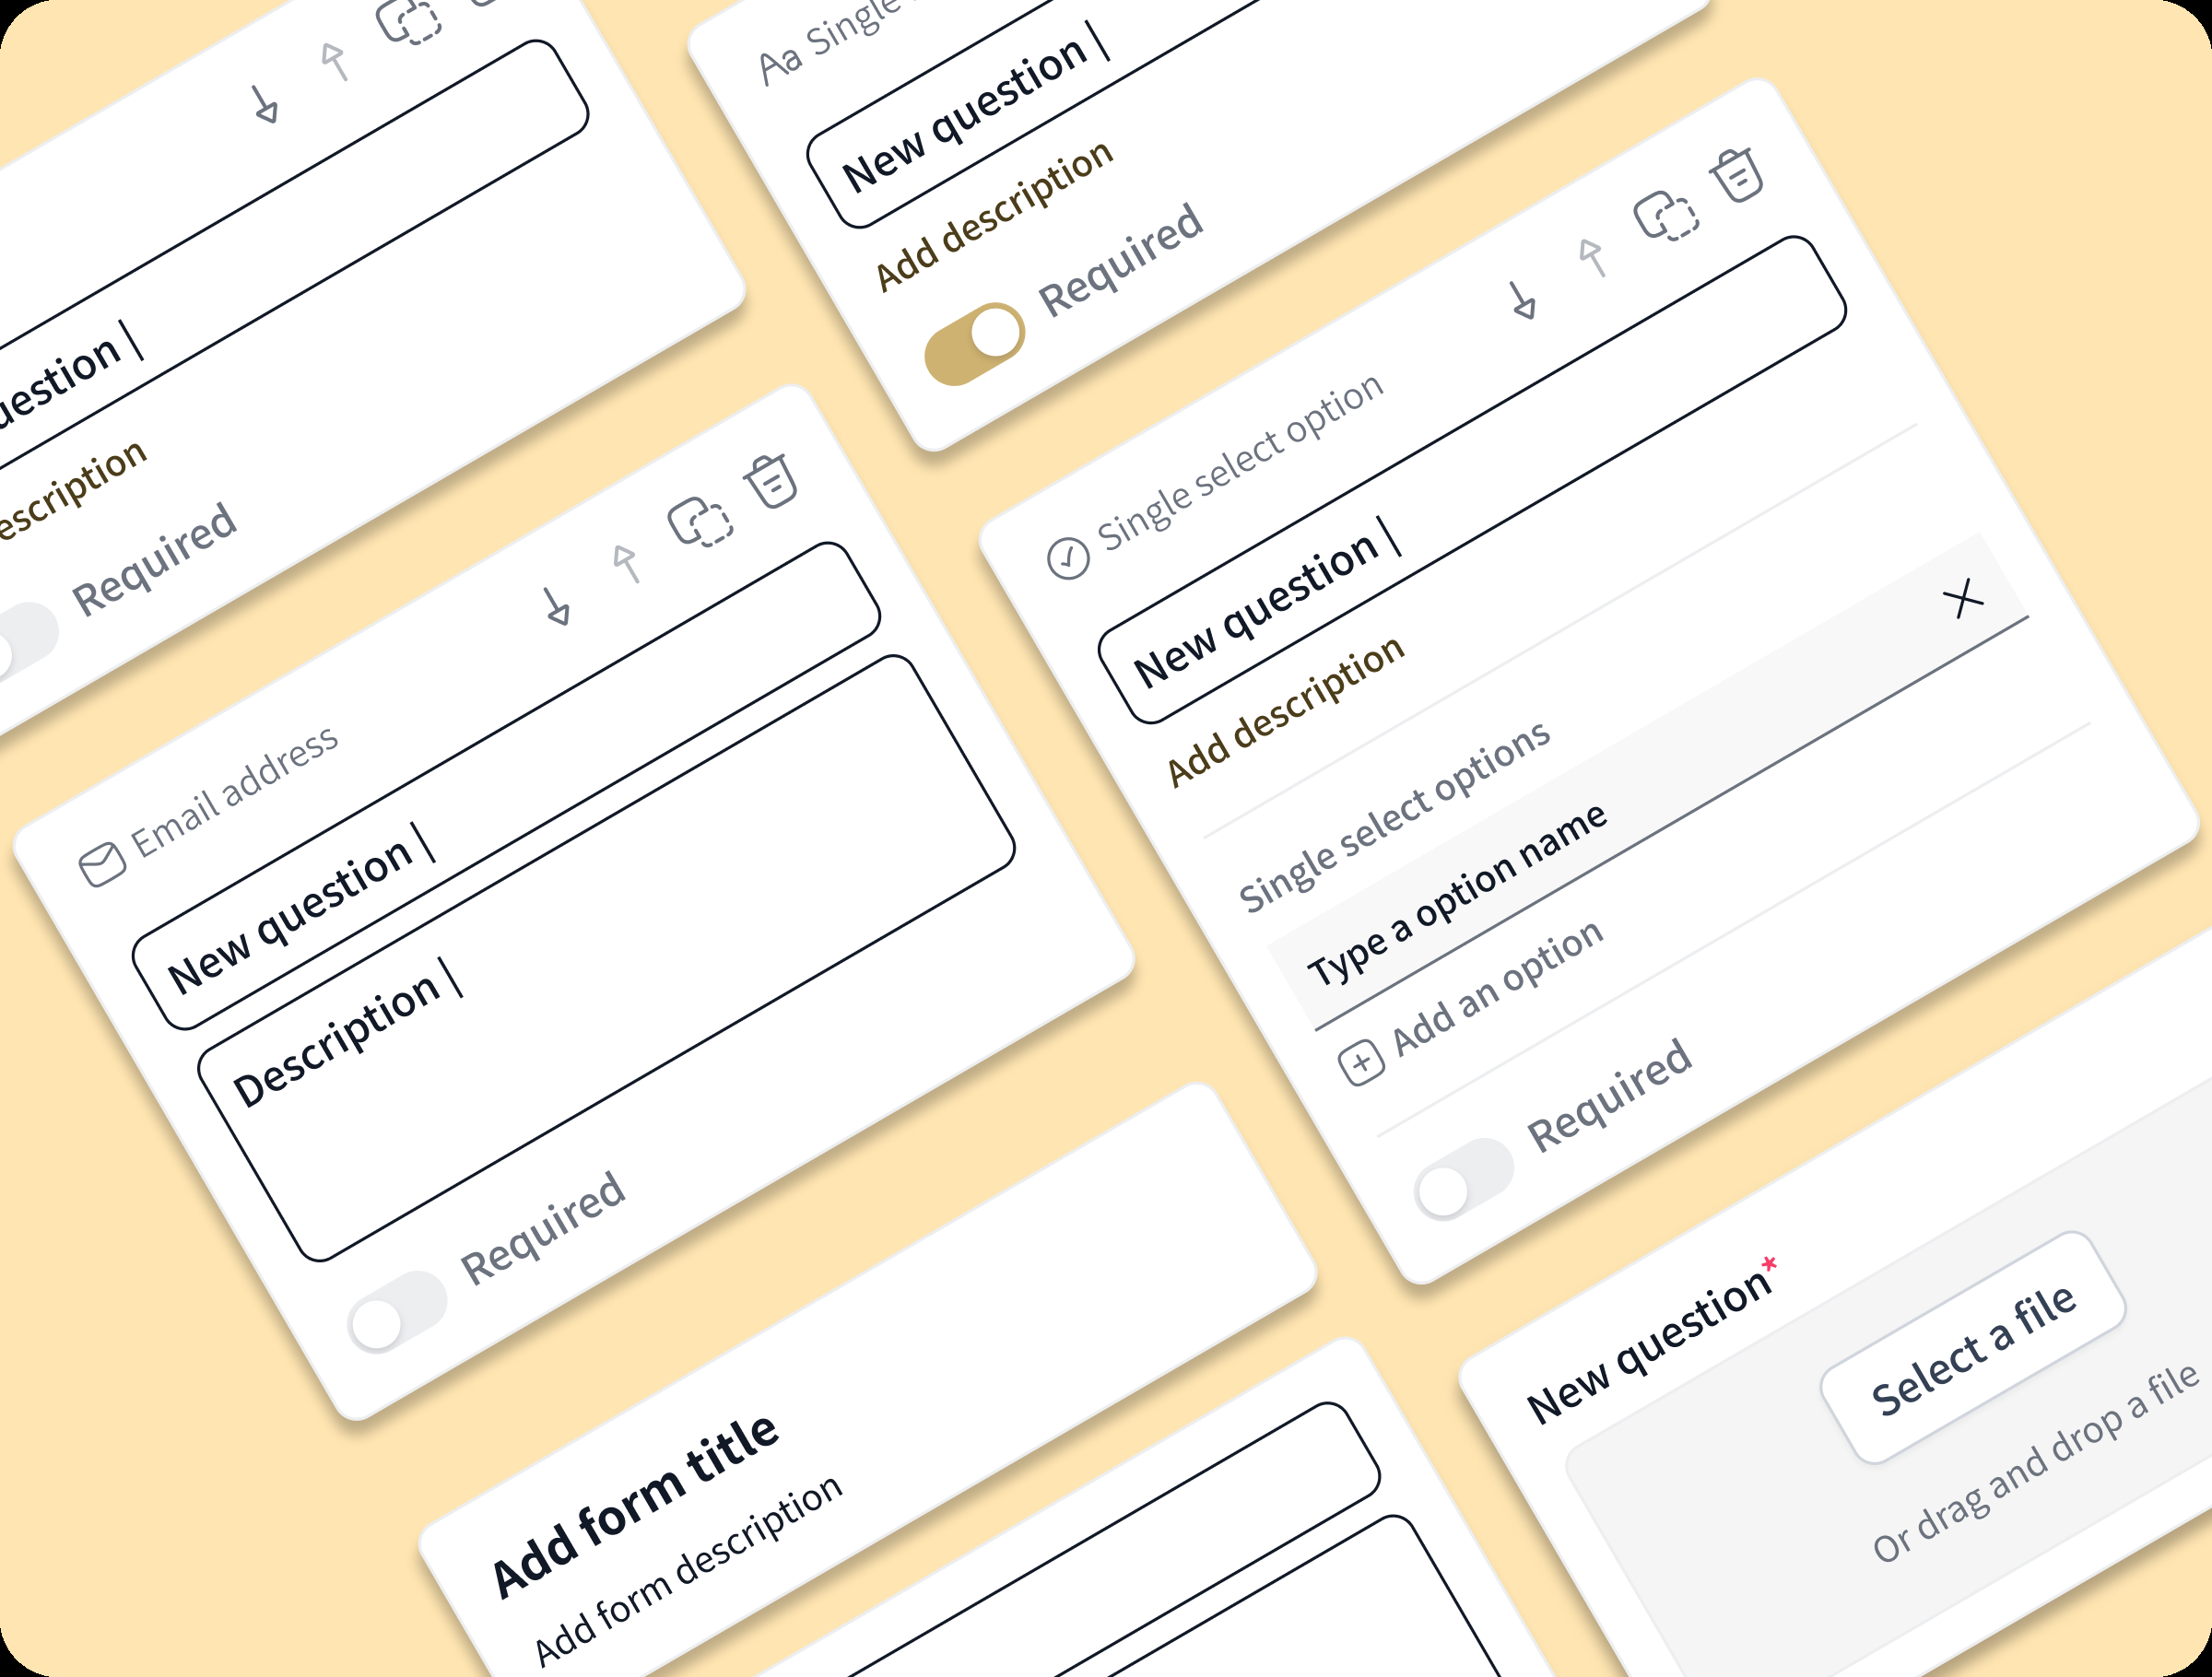 uestion
escription
Required
Aa Single
New question
Add description
Required
Email address
New question
Description
Required
Single select option
New question
Add description
Single select options
Type a option name
Add an option
Required
Add form title
Add form description
New question*
Select a file
Or drag and drop a file